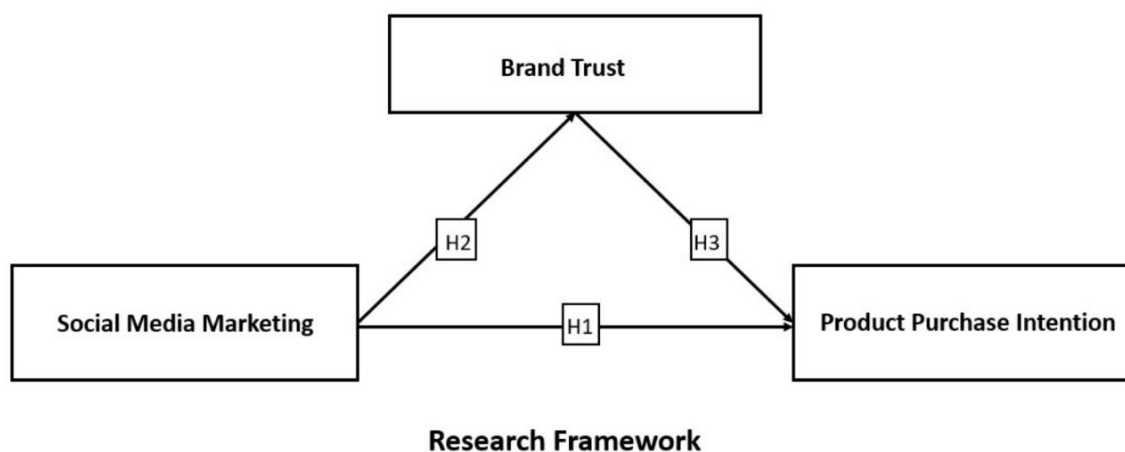 Brand Trust
H2
H3
Social Media Marketing
H1
Product Purchase Intention
Research Framework